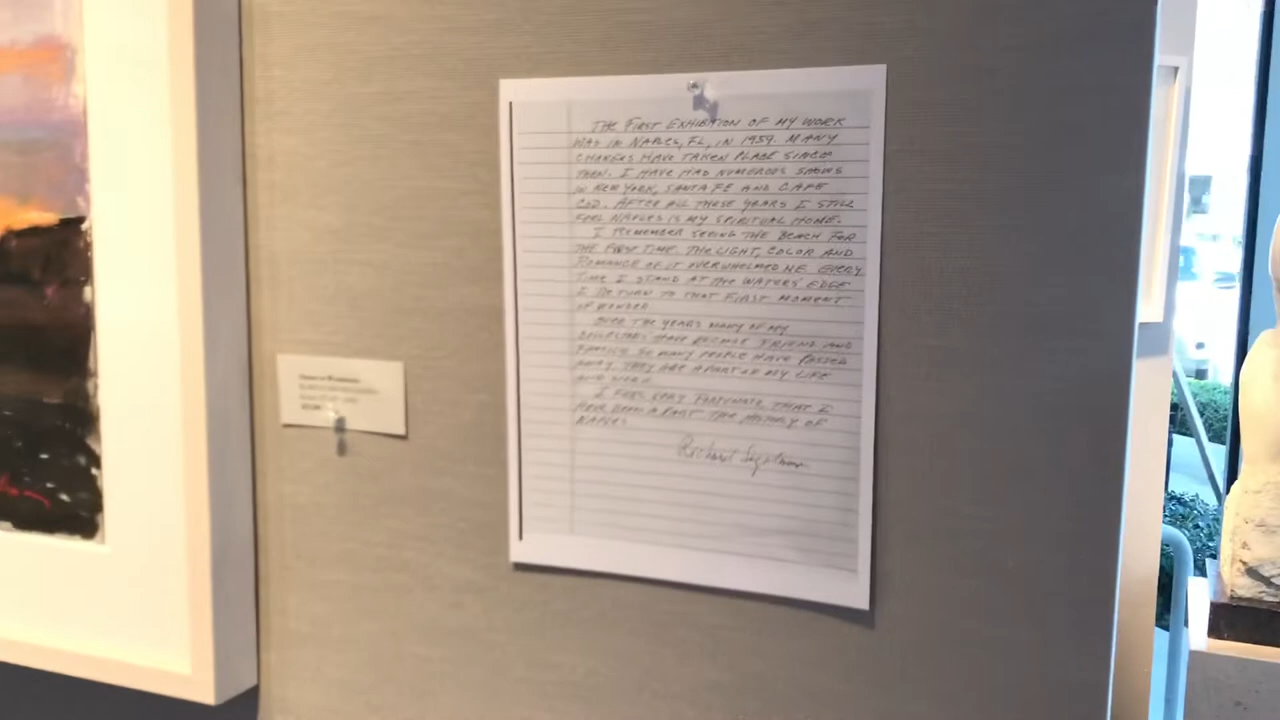 THE FIRST EXHIBITION OF MY WORK
WAS IN NAPLES, FL, IN 1959. MANY
CHANGES HAVE TAKEN PLACE SINCE
THEN. I HAVE HAD NUMEROUS SHOWS
IN NEW YORK, SANTA FE AND CAPE
COD. AFTER ALL THESE YEARS I STILL
FEEL NAPLES IS MY SPIRITUAL HOME.
I REMEMBER SEEING THE BEACH FOR
THE FIRST TIME. THE LIGHT, COLOR AND
ROMANCE OF IT OVERWHELMED ME. EVERY
TIME I STAND AT THE WATERS' EDGE
I RETURN TO THAT FIRST MOMENT
OF WONDER.
OVER THE YEARS MANY OF MY
COLLECTORS HAVE BECOME FRIEND AND
FAMILY. SO MANY PEOPLE HAVE PASSED
AWAY. THEY ARE A PART OF MY LIFE
AND WORK.
I FEEL VERY FORTUNATE THAT I
HAVE BEEN A PART THE HISTORY OF
NAPLES.
Richard